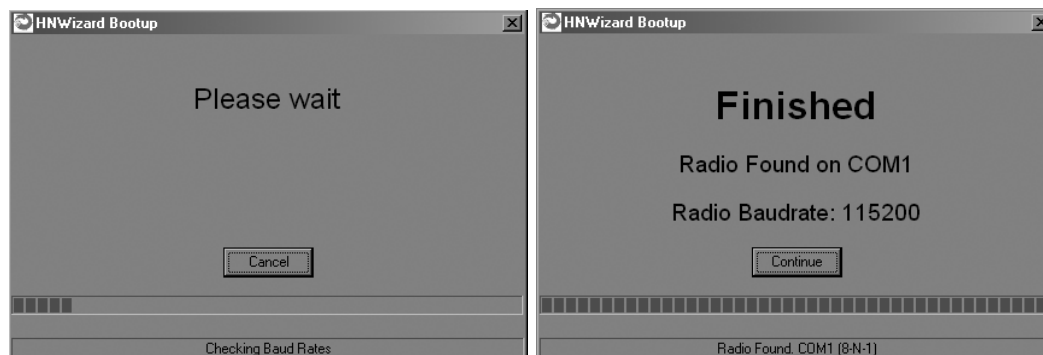 HNWizard Bootup
Please wait
Cancel
Checking Baud Rates
HNWizard Bootup
Finished
Radio Found on COM1
Radio Baudrate: 115200
Continue
Radio Found. COM1 (8-N-1)